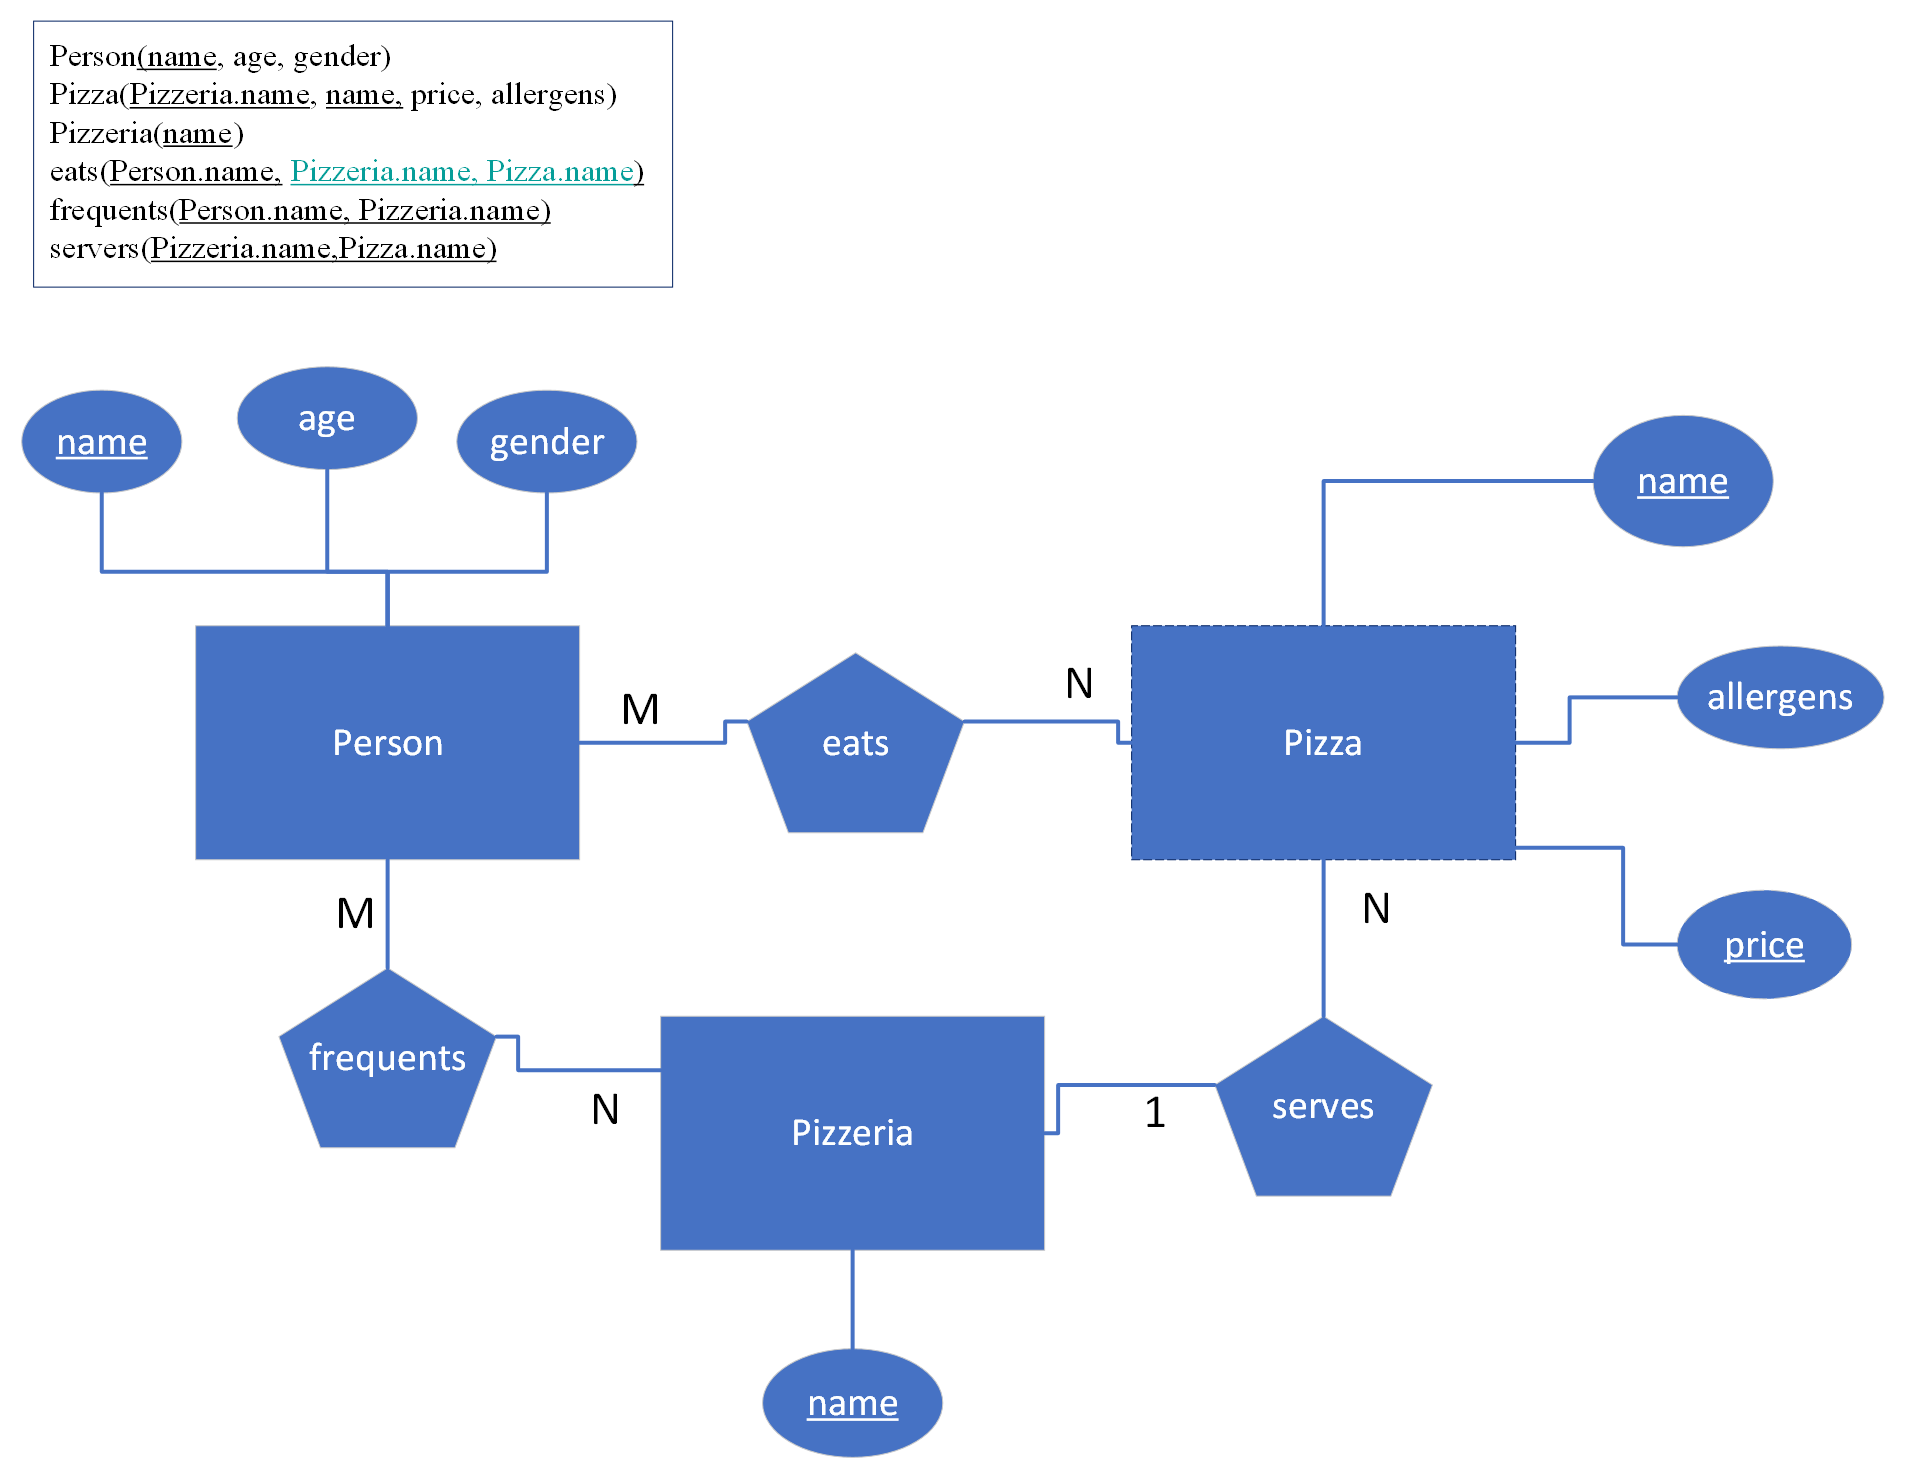 Person(name, age, gender)
Pizza(Pizzeria.name, name, price, allergens)
Pizzeria(name)
eats(Person.name, Pizzeria.name, Pizza.name)
frequents(Person.name, Pizzeria.name)
servers(Pizzeria.name,Pizza.name)
name
age
gender
name
allergens
price
Person
M
eats
N
Pizza
M
N
frequents
N
Pizzeria
1
serves
name